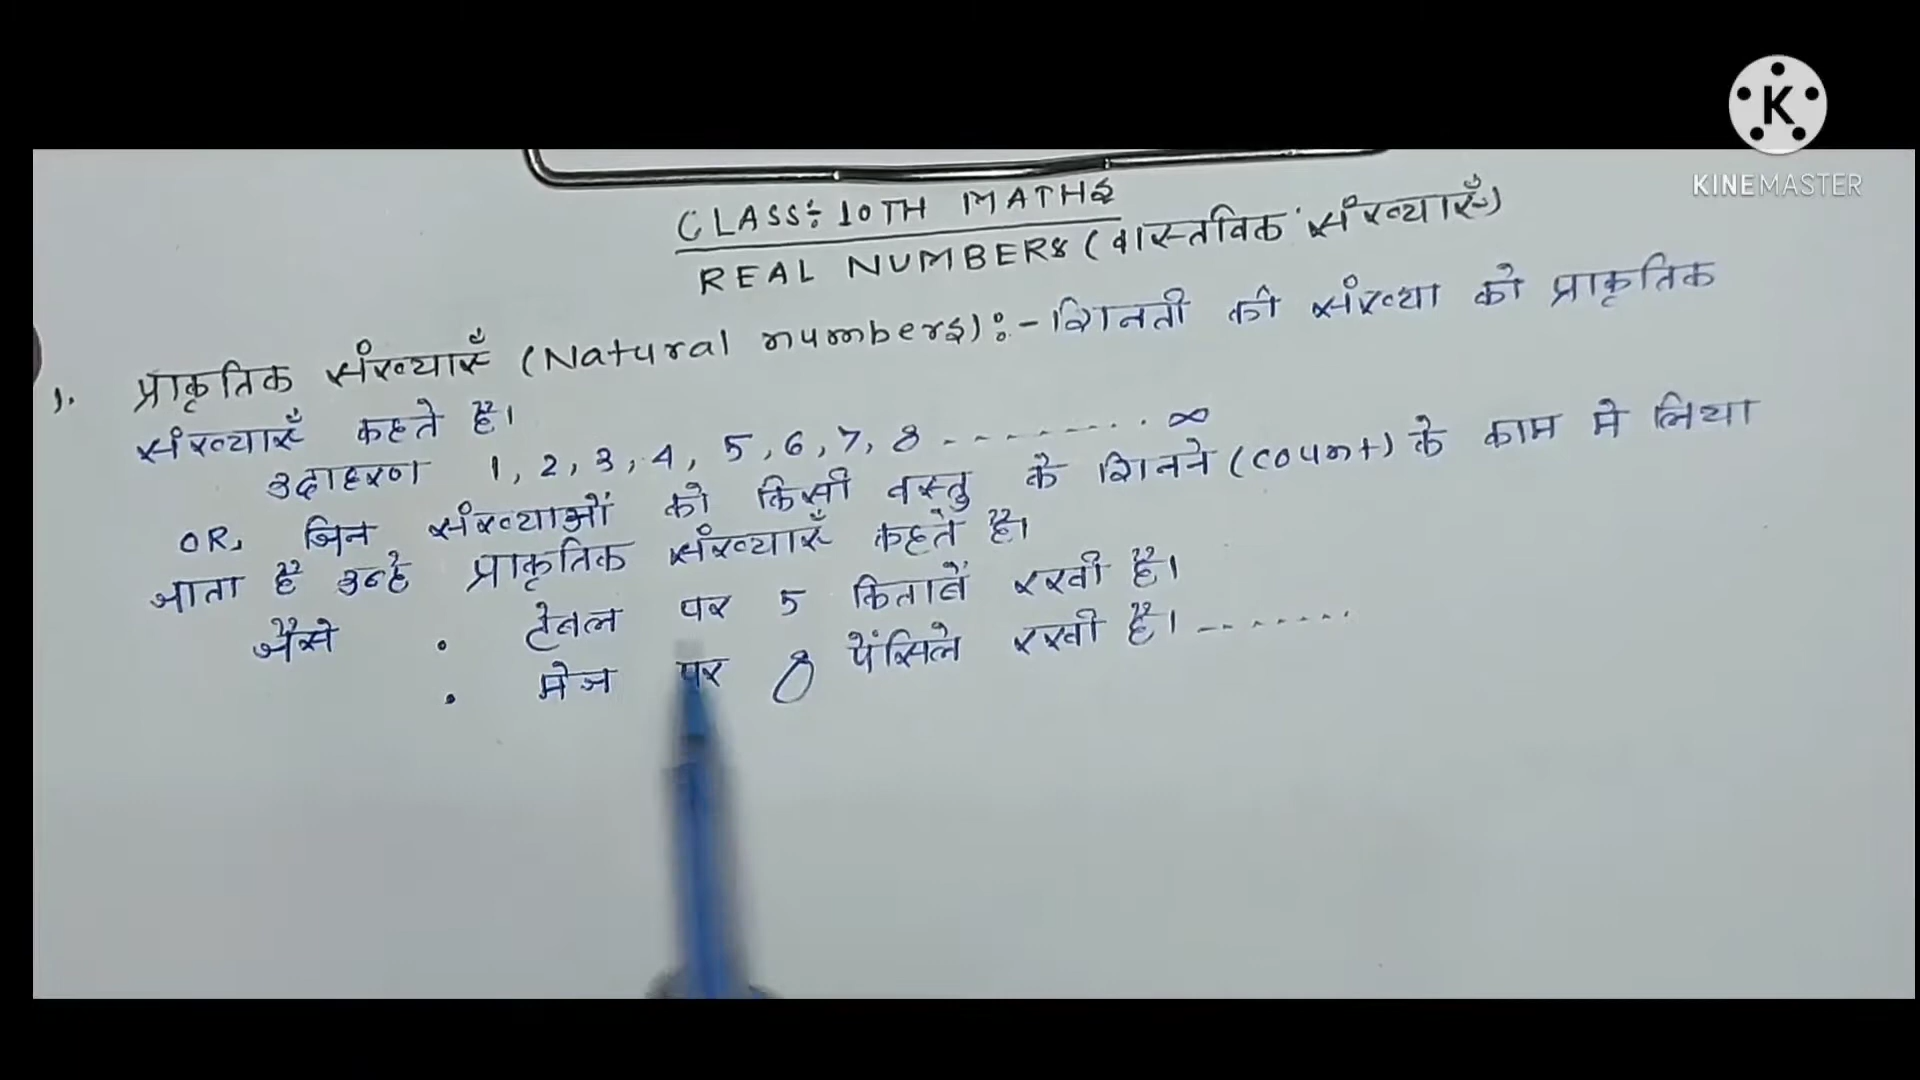 KINEMASTER
CLASS: 10TH MATHS
REAL NUMBERS (वास्तविक संख्याएँ)
1. प्राकृतिक संख्याएँ (Natural numbers):- गिनती की संख्या को प्राकृतिक
संख्याएँ कहते है।
उदाहरण 1, 2, 3, 4, 5, 6, 7, 8 --------- ∞
OR, जिन संख्याओं को किसी वस्तु के गिनने (count) के काम मे लिया
जाता है उन्हे प्राकृतिक संख्याएँ कहते है।
जैसे . टेबल पर 5 किताबें रखी है।
. मेज पर 8 पेंसिले रखी है। --------